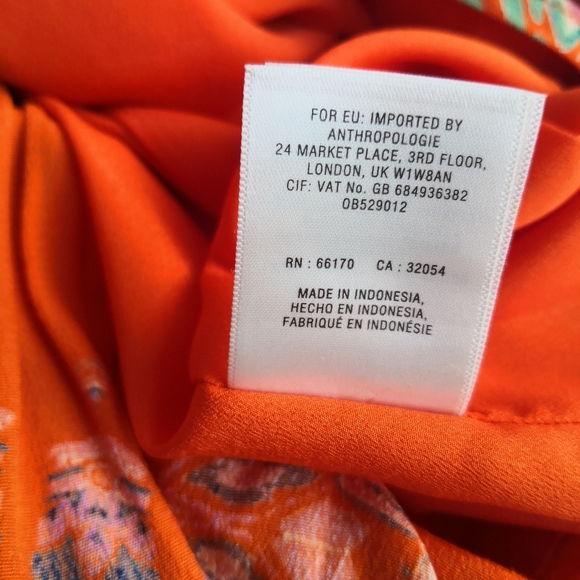 FOR EU: IMPORTED BY
ANTHROPOLOGIE
24 MARKET PLACE, 3RD FLOOR,
LONDON, UK W1W8AN
CIF: VAT No. GB 684936382
0B529012
RN : 66170 CA : 32054
MADE IN INDONESIA,
HECHO EN INDONESIA,
FABRIQUÉ EN INDONÉSIE